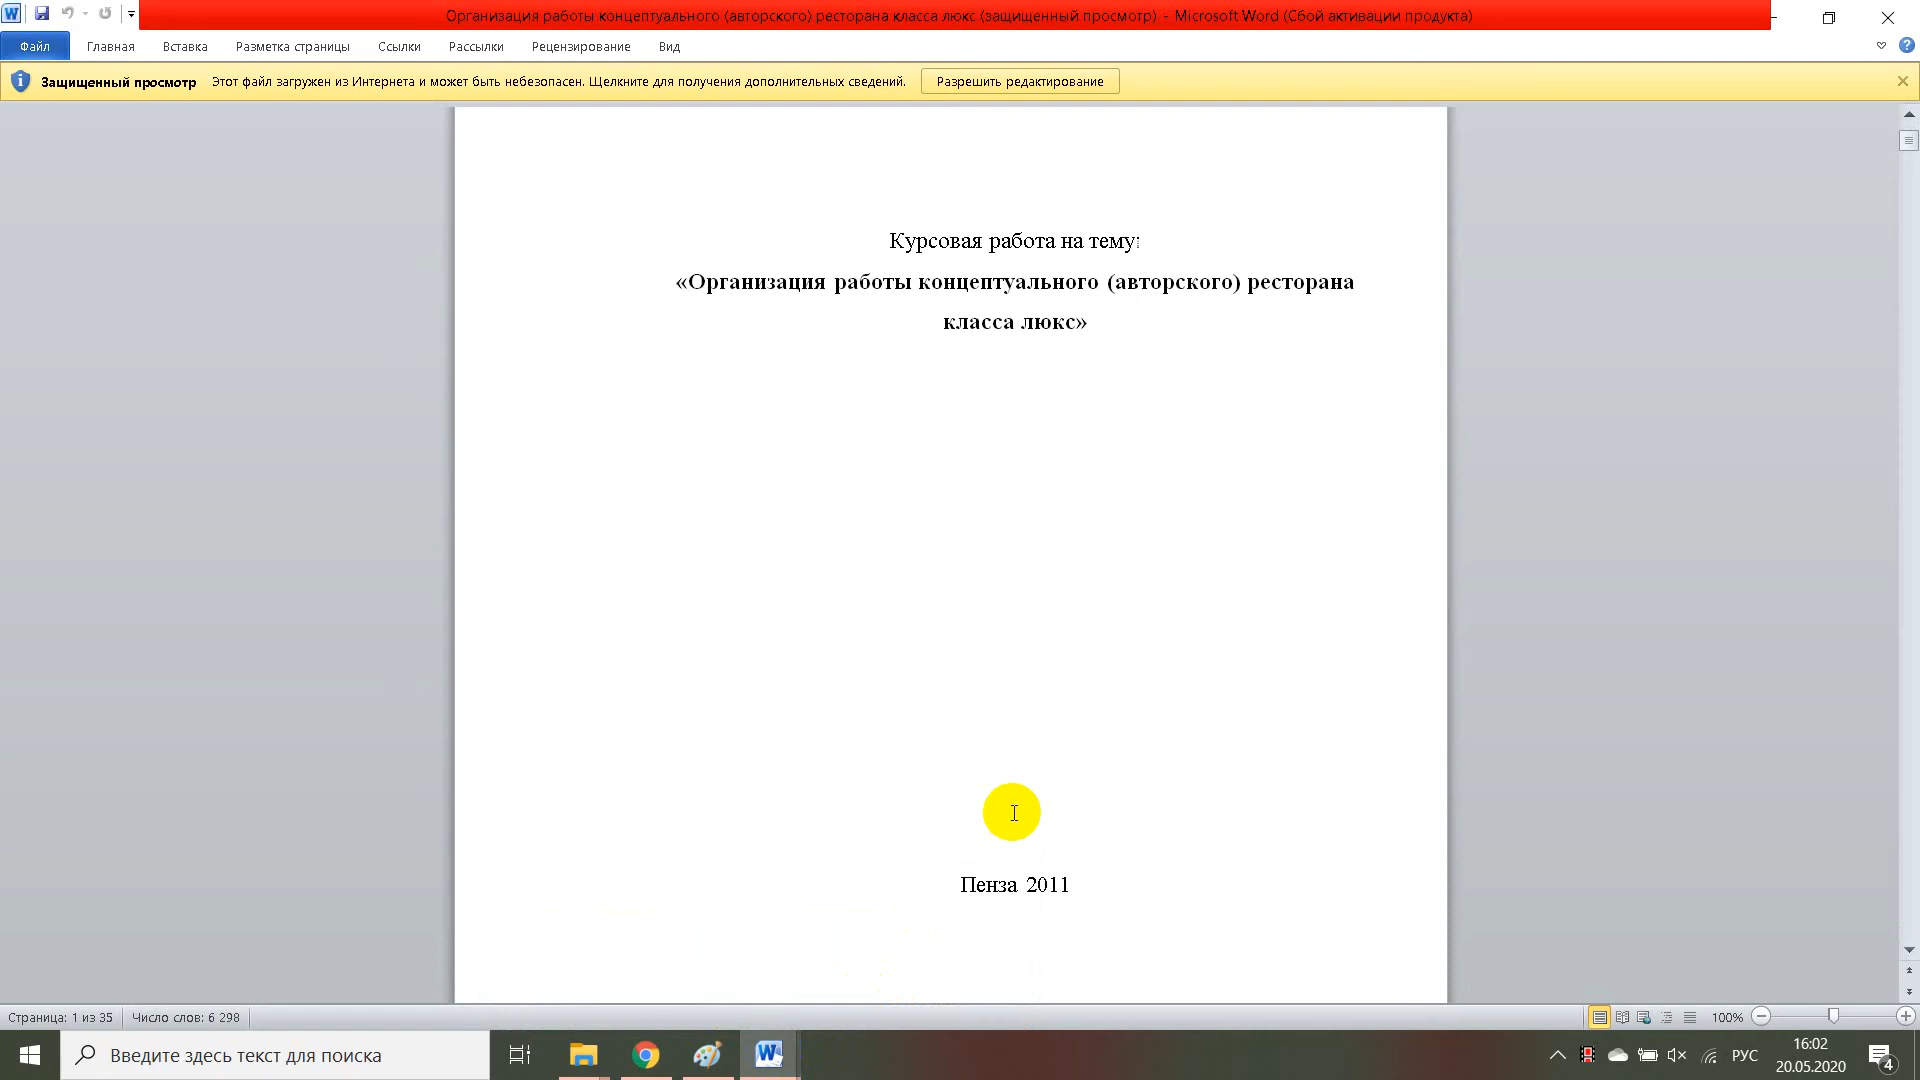 Организация работы концептуального (авторского) ресторана класса люкс (защищенный просмотр) - Microsoft Word (Сбой активации продукта)
Файл Главная Вставка Разметка страницы Ссылки Рассылки Рецензирование Вид
Защищенный просмотр Этот файл загружен из Интернета и может быть небезопасен. Щелкните для получения дополнительных сведений. Разрешить редактирование
Курсовая работа на тему:
«Организация работы концептуального (авторского) ресторана
класса люкс»
Пенза 2011
Страница: 1 из 35 Число слов: 6 298 100%
Введите здесь текст для поиска РУС 16:02
20.05.2020 4